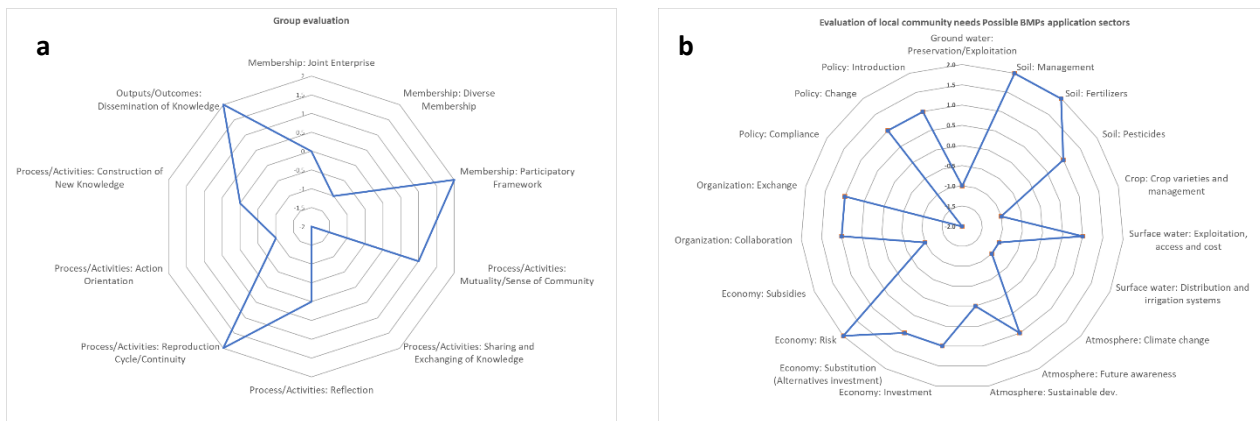 a
Group evaluation
Membership: Joint Enterprise
Membership: Diverse
Membership
Membership: Participatory
Framework
Process/Activities:
Mutuality/Sense of Community
Process/Activities: Sharing and
Exchanging of Knowledge
Process/Activities: Reflection
Process/Activities: Reproduction
Cycle/Continuity
Process/Activities: Action
Orientation
Process/Activities: Construction of
New Knowledge
Outputs/Outcomes:
Dissemination of Knowledge
1
-1
-2
b
Evaluation of local community needs Possible BMPs application sectors
Ground water:
Preservation/Exploitation
Soil: Management
Soil: Fertilizers
Soil: Pesticides
Crop: Crop varieties and
management
Surface water: Exploitation,
access and cost
Surface water: Distribution and
irrigation systems
Atmosphere: Climate change
Atmosphere: Future awareness
Atmosphere: Sustainable dev.
Economy: Investment
Economy: Substitution
(Alternatives investment)
Economy: Risk
Economy: Subsidies
Organization: Collaboration
Organization: Exchange
Policy: Compliance
Policy: Change
Policy: Introduction
2.0
1.5
1.0
0.5
0.0
-0.5
-1.0
-1.5
-2.0